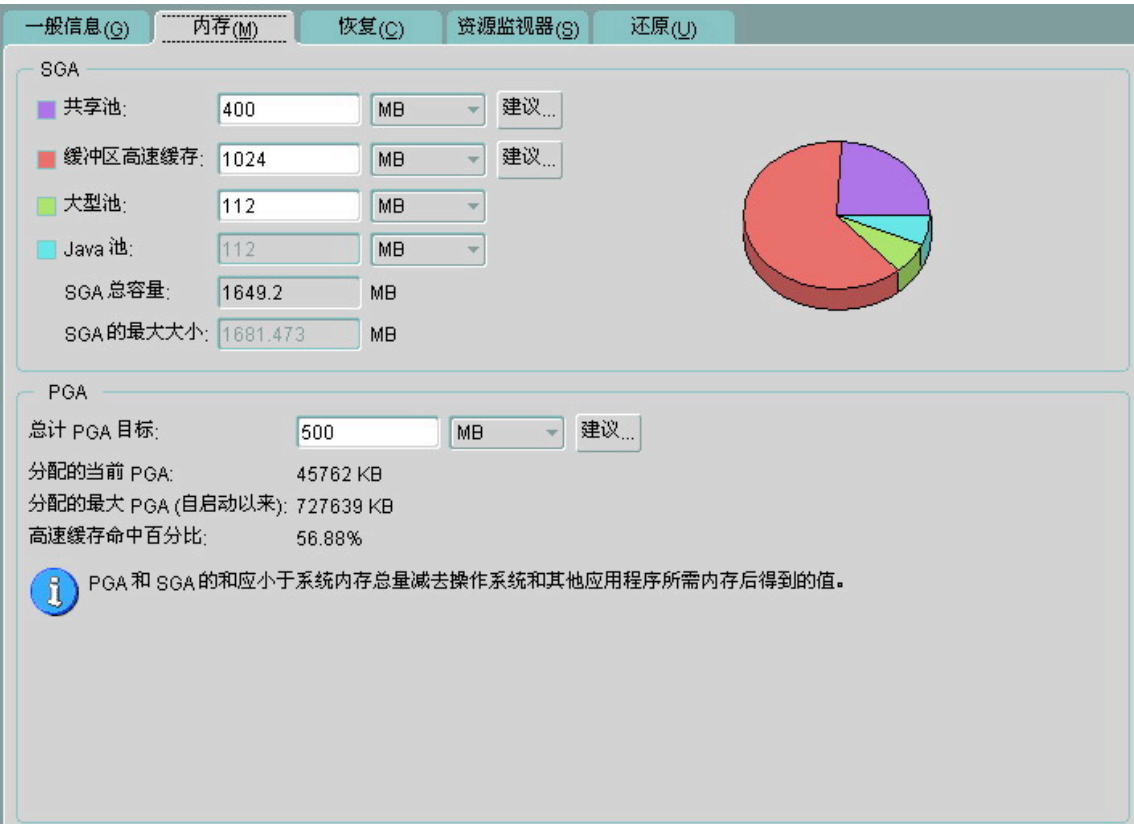 一般信息(G) 内存(M) 恢复(C) 资源监视器(S) 还原(U)
SGA
共享池: 400 MB 建议...
缓冲区高速缓存: 1024 MB 建议...
大型池: 112 MB
Java 池: 112 MB
SGA 总容量: 1649.2 MB
SGA 的最大大小: 1681.473 MB
PGA
总计 PGA 目标: 500 MB 建议...
分配的当前 PGA: 45762 KB
分配的最大 PGA (自启动以来): 727639 KB
高速缓存命中百分比: 56.88%
PGA 和 SGA 的和应小于系统内存总量减去操作系统和其他应用程序所需内存后得到的值。